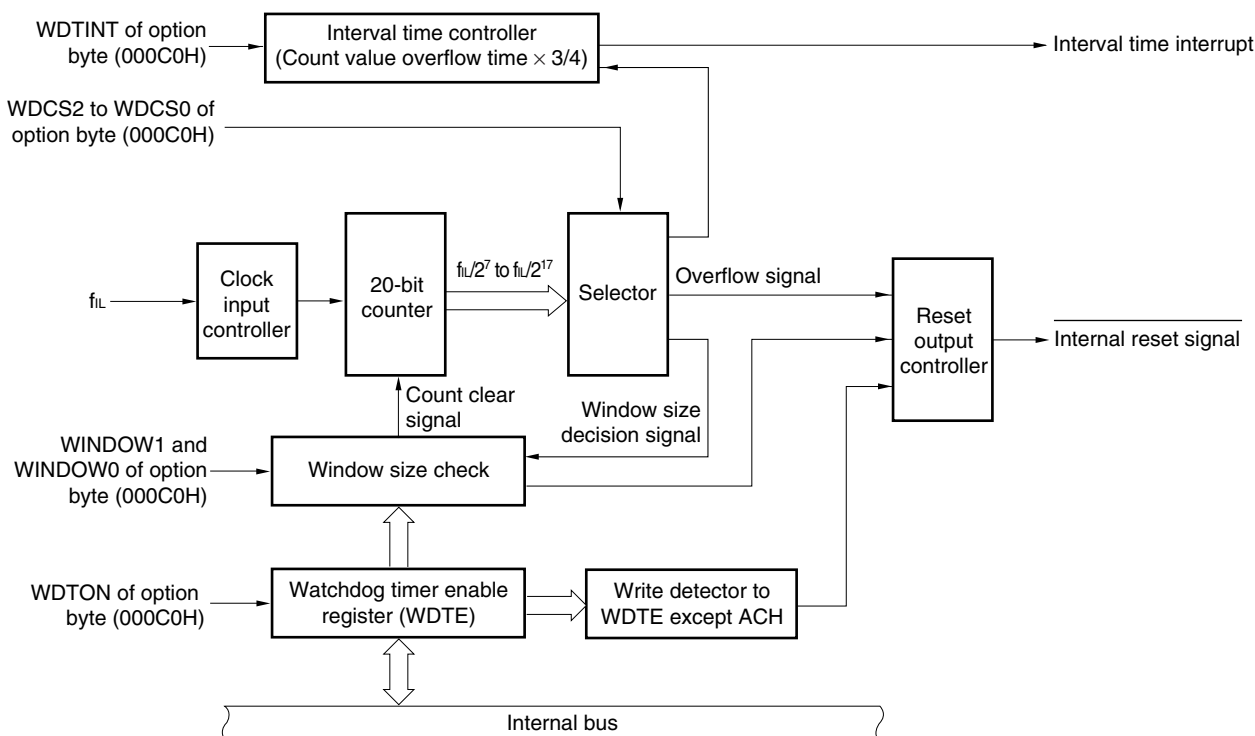 WDTINT of option
byte (000C0H)
Interval time controller
(Count value overflow time × 3/4)
Interval time interrupt
WDCS2 to WDCS0 of
option byte (000C0H)
fIL
Clock
input
controller
20-bit
counter
fIL/2⁷ to fIL/2¹⁷
Selector
Overflow signal
Reset
output
controller
Internal reset signal
Count clear
signal
Window size
decision signal
WINDOW1 and
WINDOW0 of option
byte (000C0H)
Window size check
WDTON of option
byte (000C0H)
Watchdog timer enable
register (WDTE)
Write detector to
WDTE except ACH
Internal bus